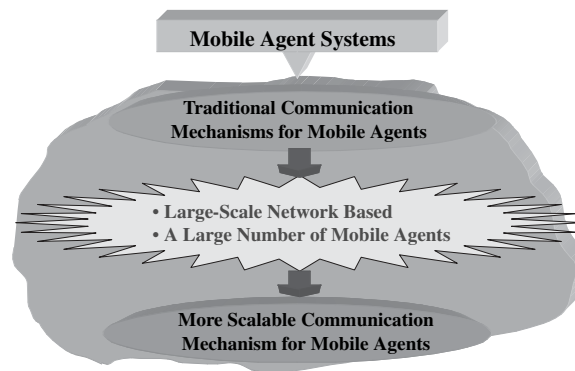 Mobile Agent Systems
Traditional Communication
Mechanisms for Mobile Agents
• Large-Scale Network Based
• A Large Number of Mobile Agents
More Scalable Communication
Mechanism for Mobile Agents